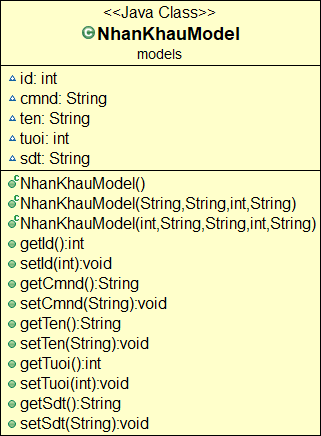 <<Java Class>>
NhanKhauModel
models
id: int
cmnd: String
ten: String
tuoi: int
sdt: String
NhanKhauModel()
NhanKhauModel(String,String,int,String)
NhanKhauModel(int,String,String,int,String)
getId():int
setId(int):void
getCmnd():String
setCmnd(String):void
getTen():String
setTen(String):void
getTuoi():int
setTuoi(int):void
getSdt():String
setSdt(String):void